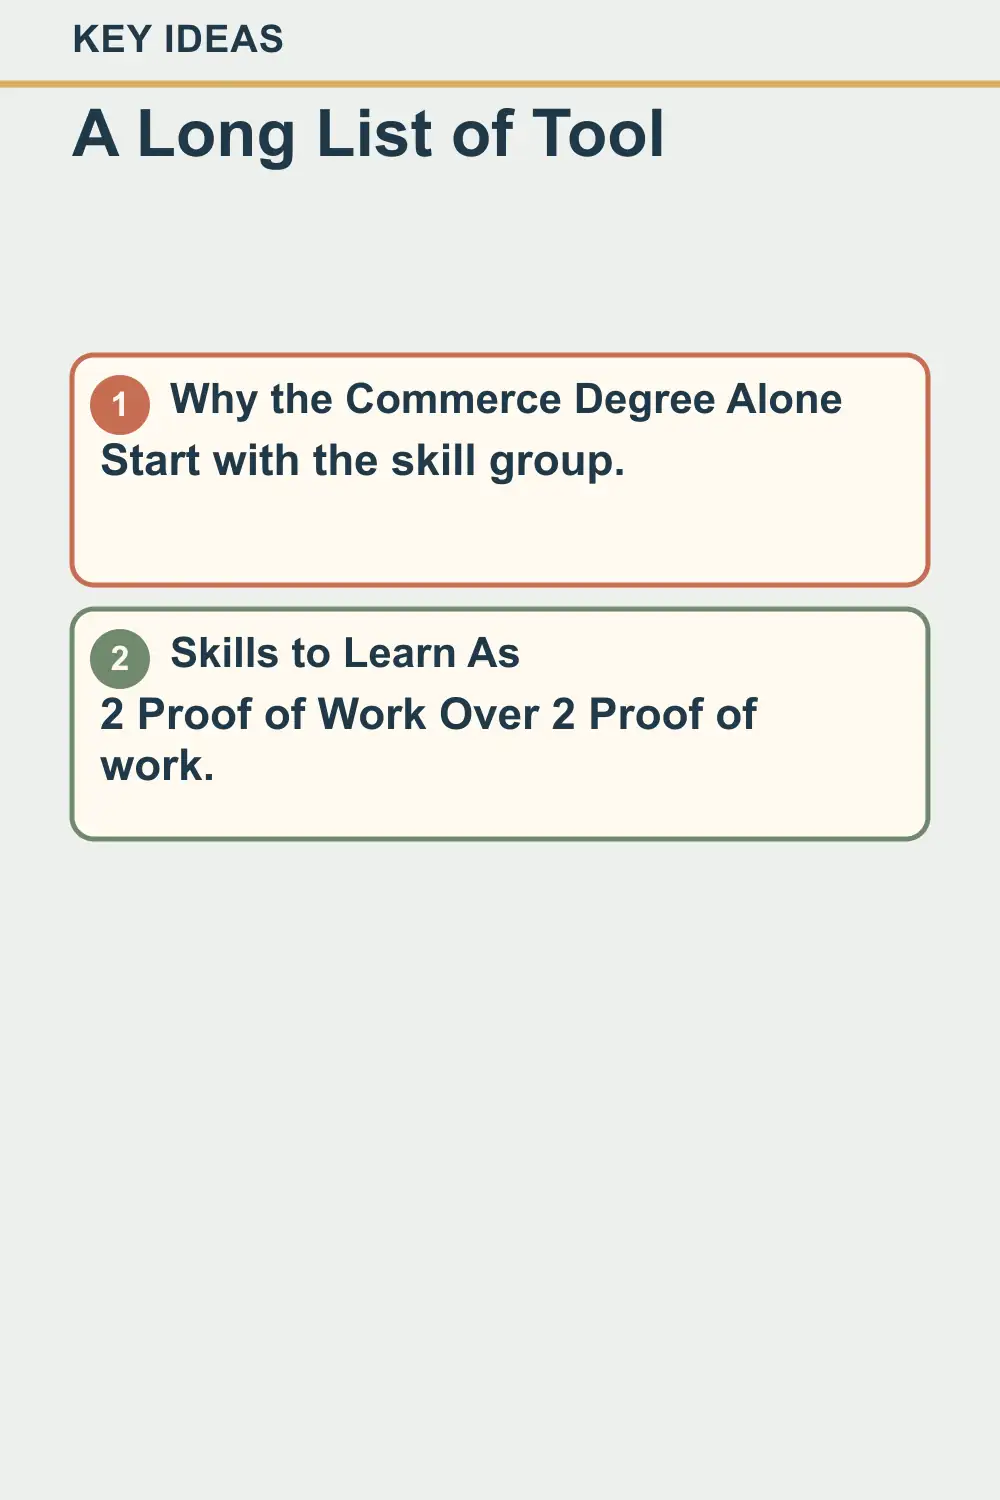 KEY IDEAS
A Long List of Tool
1 Why the Commerce Degree Alone
Start with the skill group.
2 Skills to Learn As
2 Proof of Work Over 2 Proof of
work.